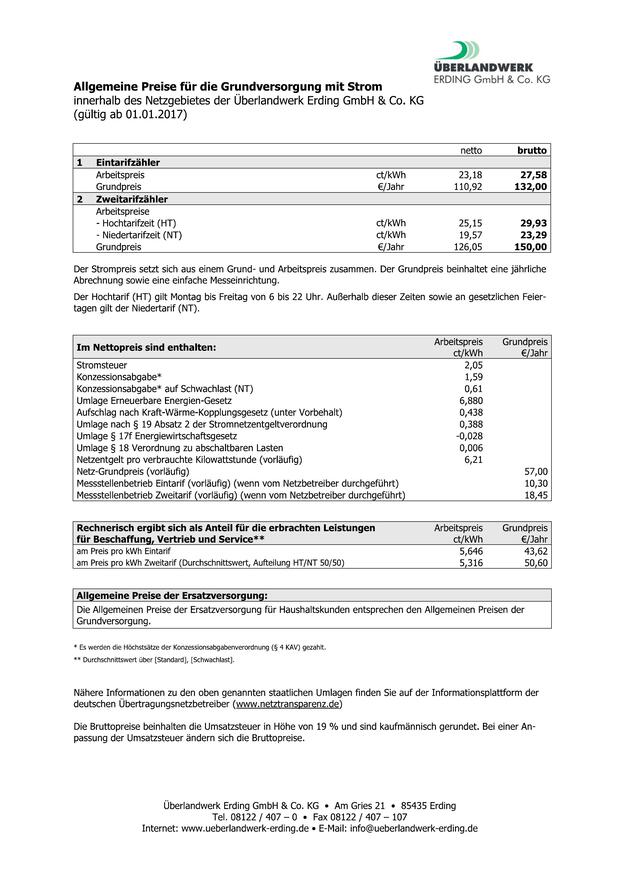 ÜBERLANDWERK
ERDING GmbH & Co. KG
Allgemeine Preise für die Grundversorgung mit Strom
innerhalb des Netzgebietes der Überlandwerk Erding GmbH & Co. KG
(gültig ab 01.01.2017)
netto brutto
1 Eintarifzähler
Arbeitspreis ct/kWh 23,18 27,58
Grundpreis €/Jahr 110,92 132,00
2 Zweitarifzähler
Arbeitspreise
- Hochtarifzeit (HT) ct/kWh 25,15 29,93
- Niedertarifzeit (NT) ct/kWh 19,57 23,29
Grundpreis €/Jahr 126,05 150,00
Der Strompreis setzt sich aus einem Grund- und Arbeitspreis zusammen. Der Grundpreis beinhaltet eine jährliche
Abrechnung sowie eine einfache Messeinrichtung.
Der Hochtarif (HT) gilt Montag bis Freitag von 6 bis 22 Uhr. Außerhalb dieser Zeiten sowie an gesetzlichen Feier-
tagen gilt der Niedertarif (NT).
Im Nettopreis sind enthalten: Arbeitspreis Grundpreis
ct/kWh €/Jahr
Stromsteuer 2,05
Konzessionsabgabe* 1,59
Konzessionsabgabe* auf Schwachlast (NT) 0,61
Umlage Erneuerbare Energien-Gesetz 6,880
Aufschlag nach Kraft-Wärme-Kopplungsgesetz (unter Vorbehalt) 0,438
Umlage nach § 19 Absatz 2 der Stromnetzentgeltverordnung 0,388
Umlage § 17f Energiewirtschaftsgesetz -0,028
Umlage § 18 Verordnung zu abschaltbaren Lasten 0,006
Netzentgelt pro verbrauchte Kilowattstunde (vorläufig) 6,21
Netz-Grundpreis (vorläufig) 57,00
Messstellenbetrieb Eintarif (vorläufig) (wenn vom Netzbetreiber durchgeführt) 10,30
Messstellenbetrieb Zweitarif (vorläufig) (wenn vom Netzbetreiber durchgeführt) 18,45
Rechnerisch ergibt sich als Anteil für die erbrachten Leistungen Arbeitspreis Grundpreis
für Beschaffung, Vertrieb und Service** ct/kWh €/Jahr
am Preis pro kWh Eintarif 5,646 43,62
am Preis pro kWh Zweitarif (Durchschnittswert, Aufteilung HT/NT 50/50) 5,316 50,60
Allgemeine Preise der Ersatzversorgung:
Die Allgemeinen Preise der Ersatzversorgung für Haushaltskunden entsprechen den Allgemeinen Preisen der
Grundversorgung.
* Es werden die Höchstsätze der Konzessionsabgabenverordnung (§ 4 KAV) gezahlt.
** Durchschnittswert über [Standard], [Schwachlast].
Nähere Informationen zu den oben genannten staatlichen Umlagen finden Sie auf der Informationsplattform der
deutschen Übertragungsnetzbetreiber (www.netztransparenz.de)
Die Bruttopreise beinhalten die Umsatzsteuer in Höhe von 19 % und sind kaufmännisch gerundet. Bei einer An-
passung der Umsatzsteuer ändern sich die Bruttopreise.
Überlandwerk Erding GmbH & Co. KG • Am Gries 21 • 85435 Erding
Tel. 08122 / 407 – 0 • Fax 08122 / 407 – 107
Internet: www.ueberlandwerk-erding.de • E-Mail: info@ueberlandwerk-erding.de